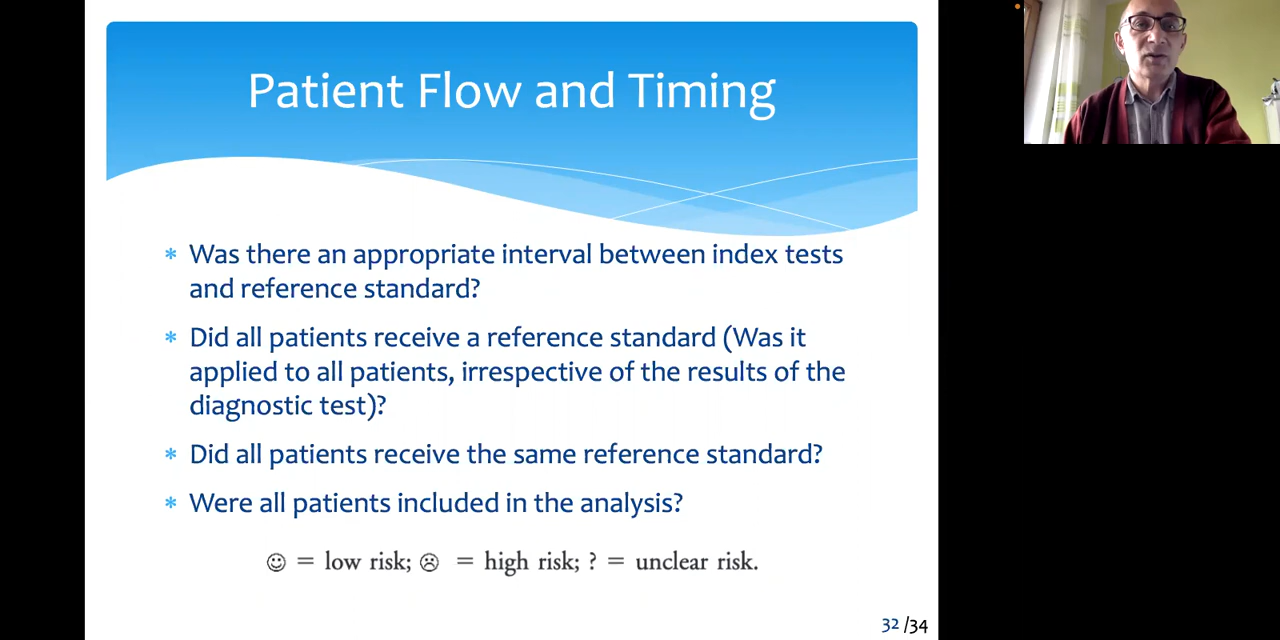 Patient Flow and Timing
* Was there an appropriate interval between index tests
and reference standard?
* Did all patients receive a reference standard (Was it
applied to all patients, irrespective of the results of the
diagnostic test)?
* Did all patients receive the same reference standard?
* Were all patients included in the analysis?
☺ = low risk; ☹ = high risk; ? = unclear risk.
32 /34